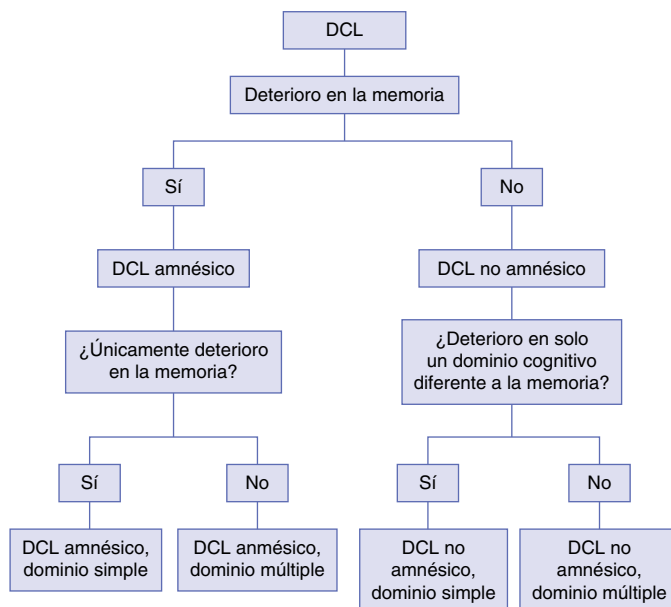 DCL
Deterioro en la memoria
Sí
No
DCL amnésico
DCL no amnésico
¿Únicamente deterioro
en la memoria?
¿Deterioro en solo
un dominio cognitivo
diferente a la memoria?
Sí
No
Sí
No
DCL amnésico,
dominio simple
DCL anmésico,
dominio múltiple
DCL no
amnésico,
dominio simple
DCL no
amnésico,
dominio múltiple